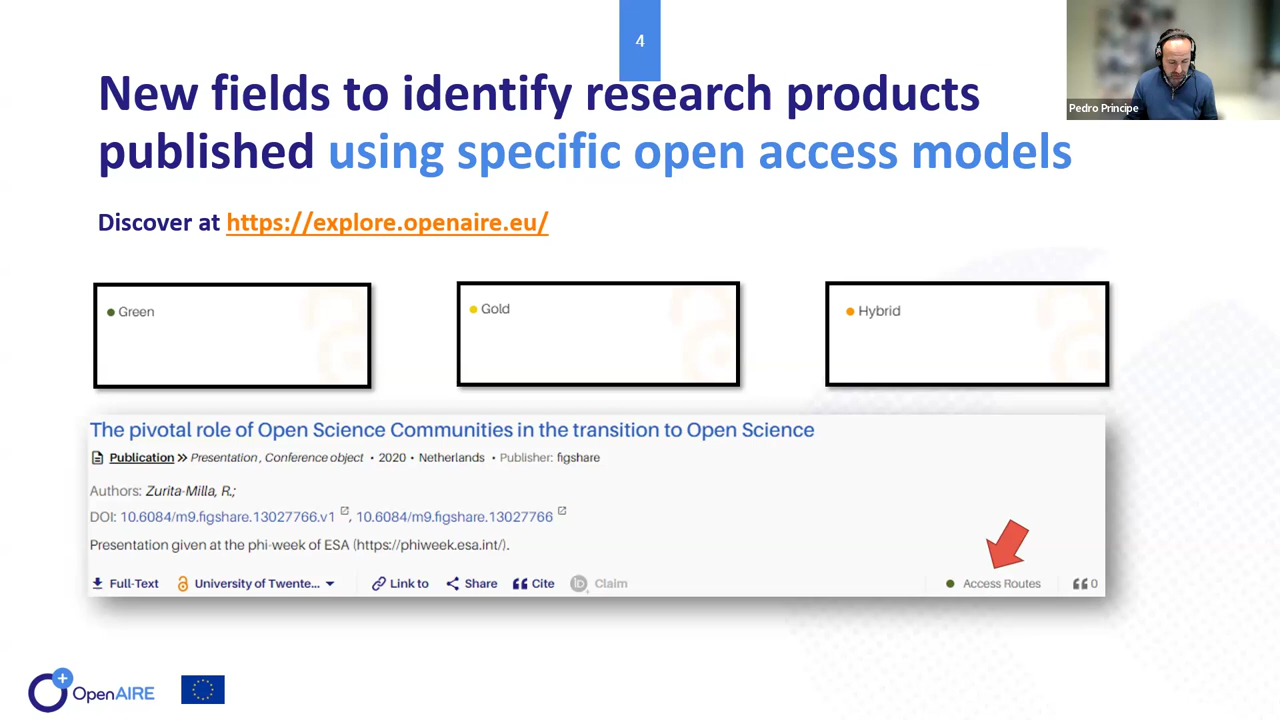 4
Pedro Principe
New fields to identify research products
published using specific open access models
Discover at https://explore.openaire.eu/
Green
Gold
Hybrid
The pivotal role of Open Science Communities in the transition to Open Science
Publication » Presentation , Conference object • 2020 • Netherlands • Publisher: figshare
Authors: Zurita-Milla, R.;
DOI: 10.6084/m9.figshare.13027766.v1 , 10.6084/m9.figshare.13027766
Presentation given at the phi-week of ESA (https://phiweek.esa.int/).
Full-Text University of Twente... Link to Share Cite iD Claim Access Routes 0
OpenAIRE